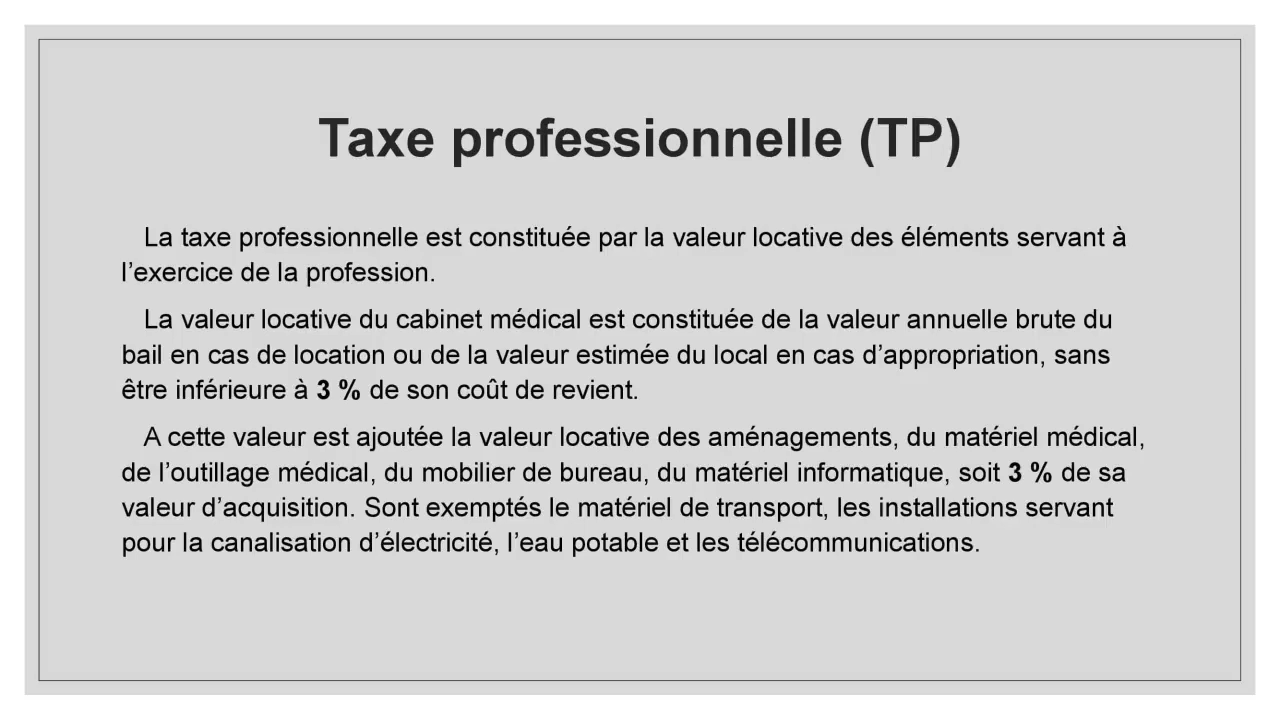 Taxe professionnelle (TP)
La taxe professionnelle est constituée par la valeur locative des éléments servant à
l’exercice de la profession.
La valeur locative du cabinet médical est constituée de la valeur annuelle brute du
bail en cas de location ou de la valeur estimée du local en cas d’appropriation, sans
être inférieure à 3 % de son coût de revient.
A cette valeur est ajoutée la valeur locative des aménagements, du matériel médical,
de l’outillage médical, du mobilier de bureau, du matériel informatique, soit 3 % de sa
valeur d’acquisition. Sont exemptés le matériel de transport, les installations servant
pour la canalisation d’électricité, l’eau potable et les télécommunications.